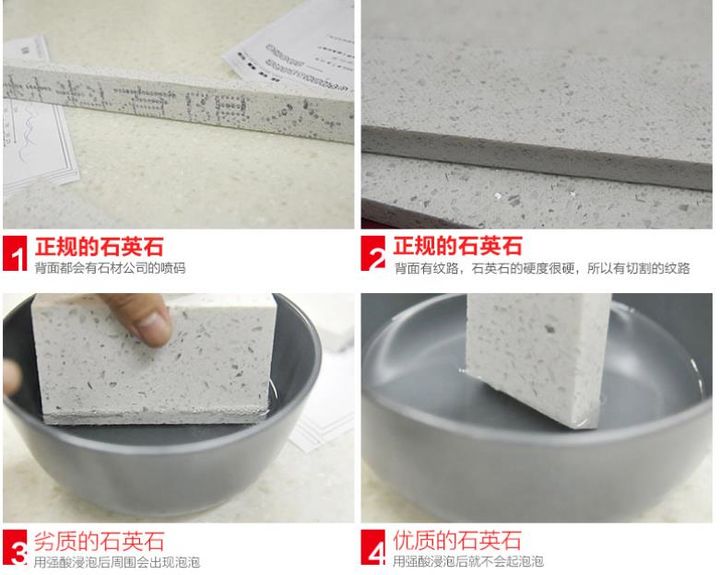 1 正规的石英石
背面都会有石材公司的喷码
2 正规的石英石
背面有纹路，石英石的硬度很硬，所以有切割的纹路
3 劣质的石英石
用强酸浸泡后周围会出现泡泡
4 优质的石英石
用强酸浸泡后就不会起泡泡